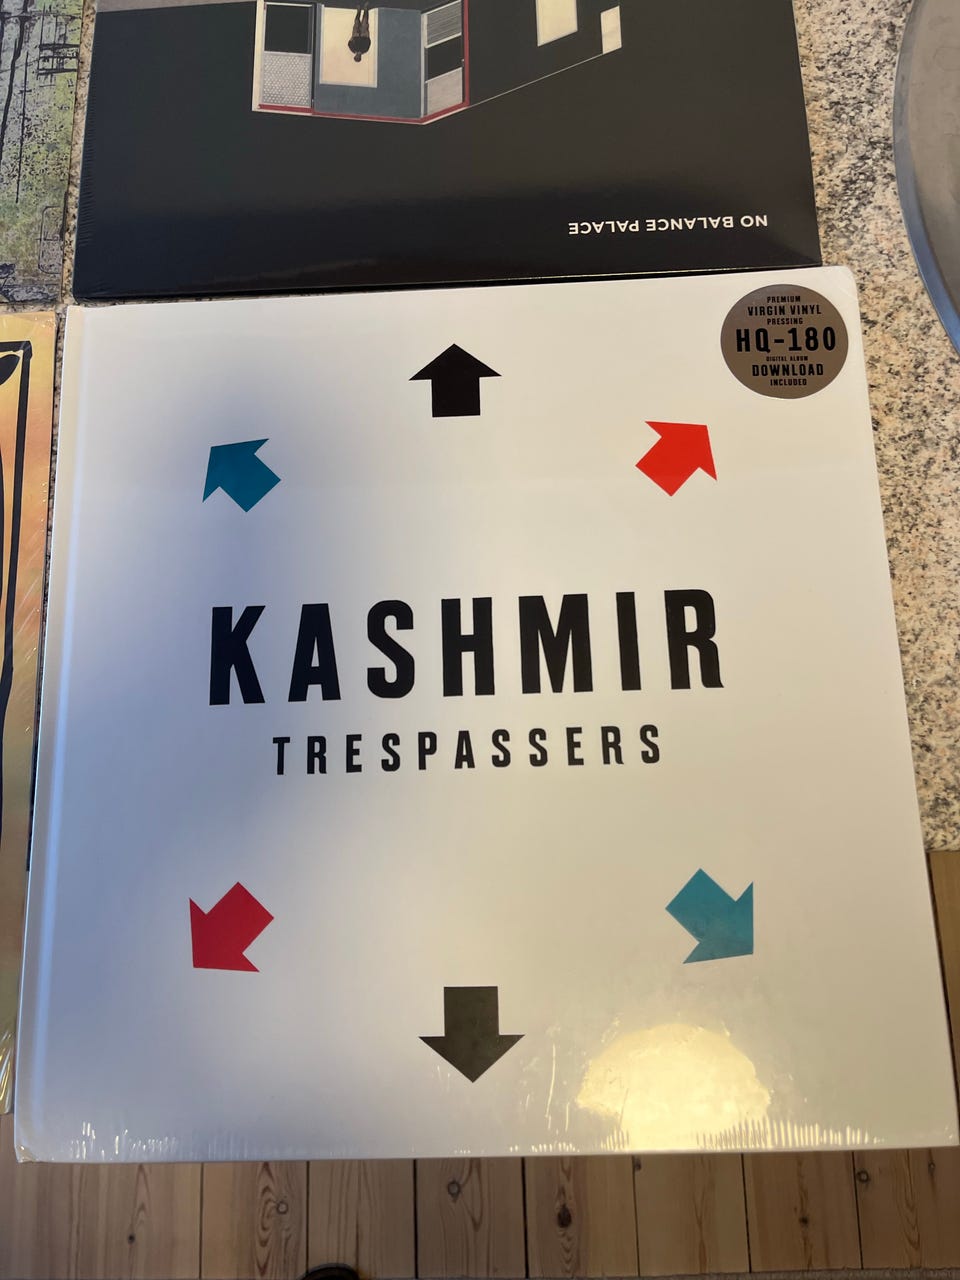 NO BALANCE PALACE
PREMIUM
VIRGIN VINYL
PRESSING
HQ-180
DIGITAL ALBUM
DOWNLOAD
INCLUDED
KASHMIR
TRESPASSERS